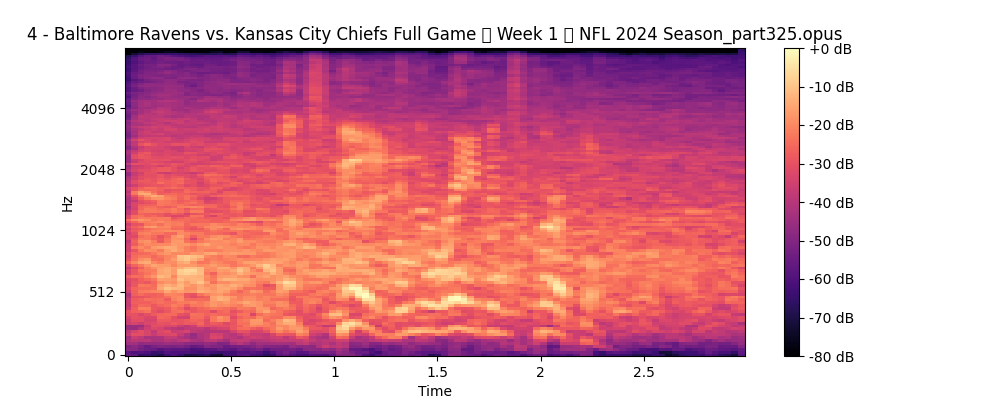 4 - Baltimore Ravens vs. Kansas City Chiefs Full Game ▯ Week 1 ▯ NFL 2024 Season_part325.opus
+0 dB
-10 dB
-20 dB
-30 dB
-40 dB
-50 dB
-60 dB
-70 dB
-80 dB
4096
2048
1024
512
0
Hz
0
0.5
1
1.5
2
2.5
Time